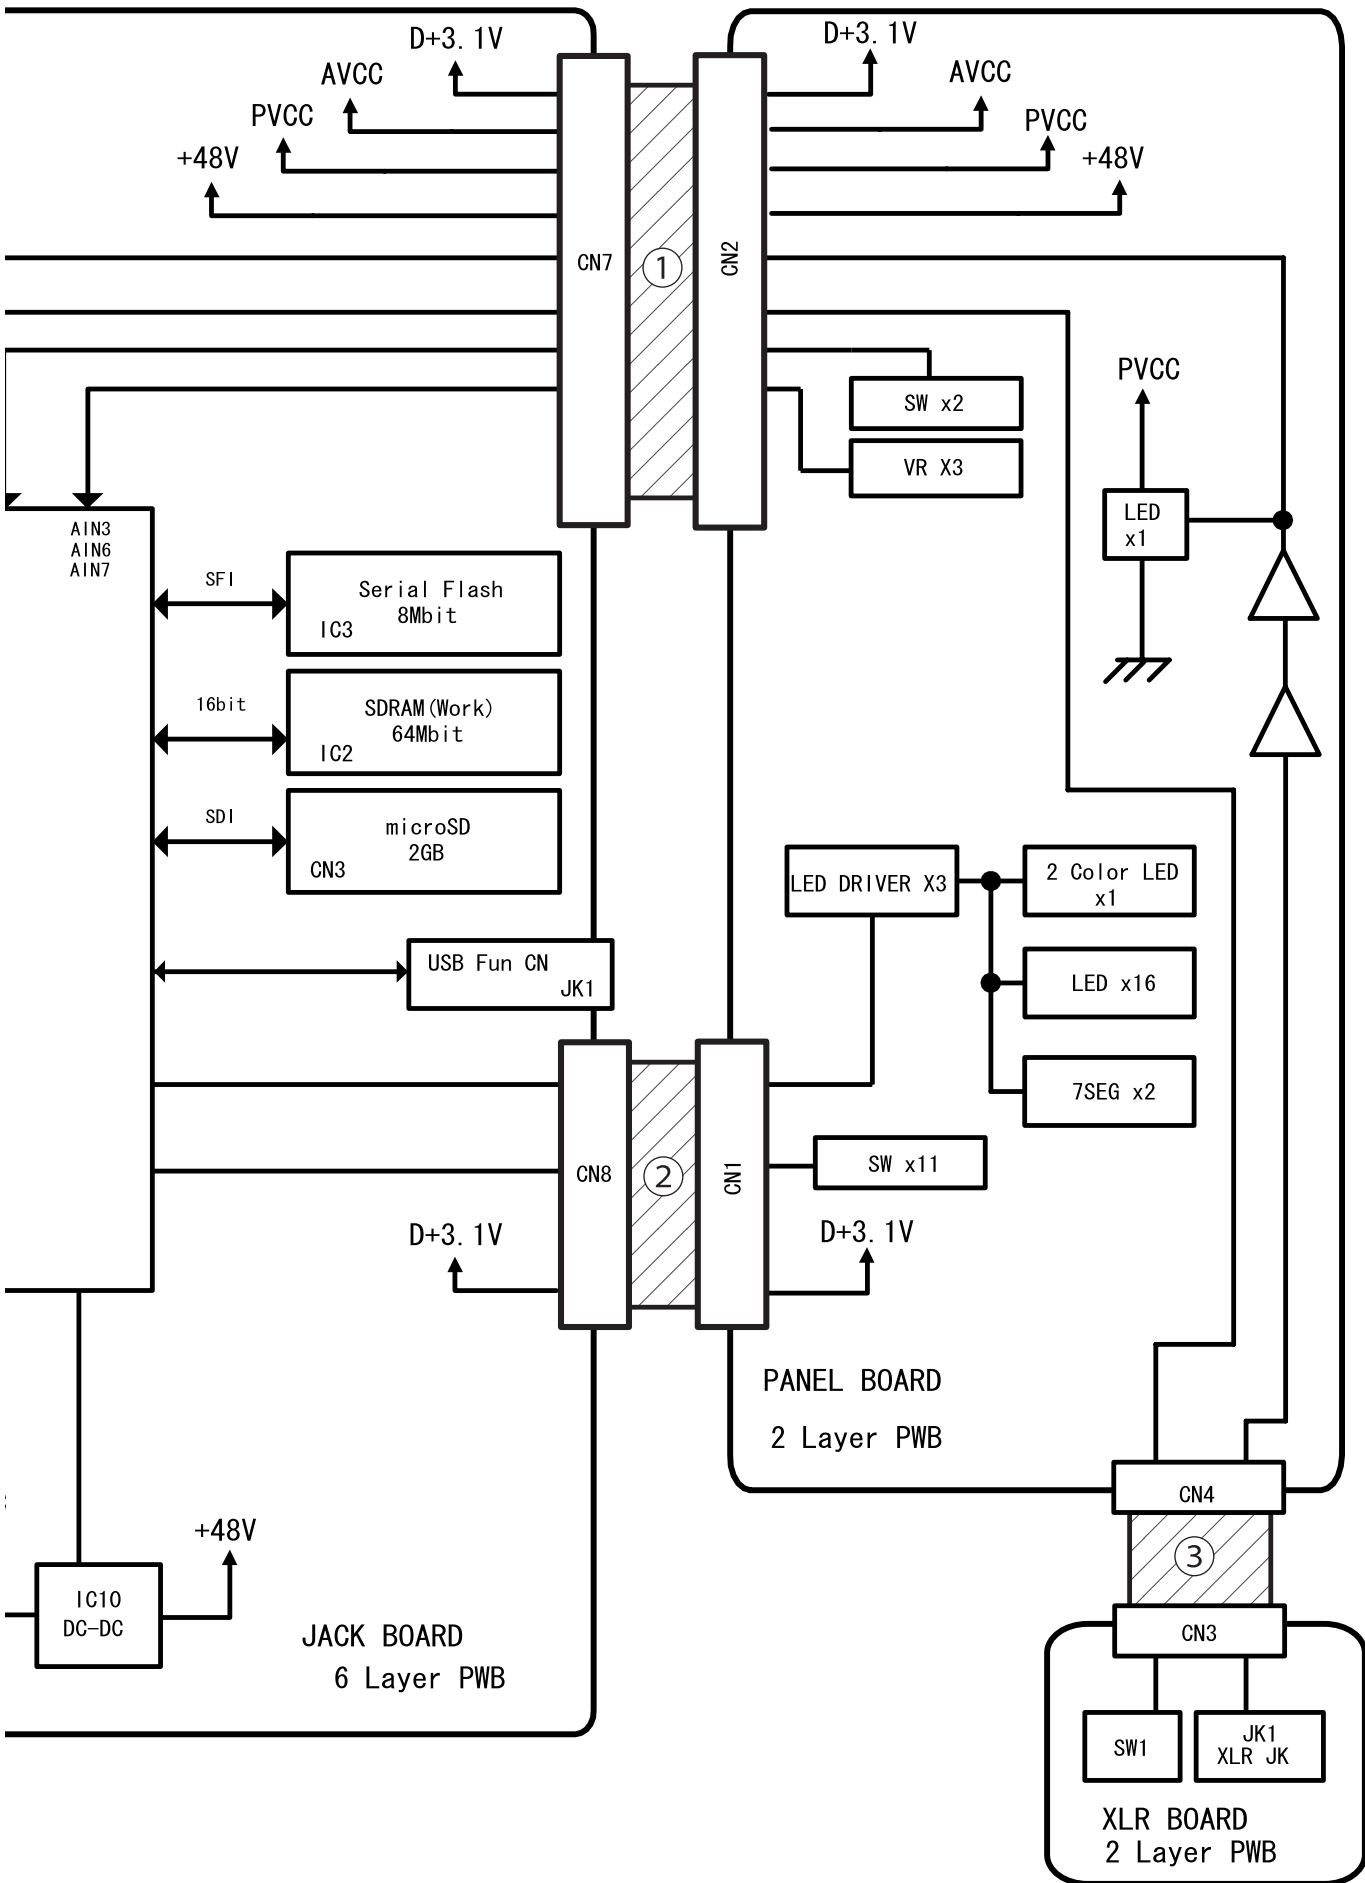 D+3.1V
AVCC
PVCC
+48V
D+3.1V
AVCC
PVCC
+48V
CN7
①
CN2
SW x2
VR X3
PVCC
LED
x1
AIN3
AIN6
AIN7
SFI
Serial Flash
8Mbit
IC3
16bit
SDRAM(Work)
64Mbit
IC2
SDI
microSD
2GB
CN3
LED DRIVER X3
2 Color LED
x1
LED x16
7SEG x2
USB Fun CN
JK1
CN8
②
CN1
SW x11
D+3.1V
D+3.1V
PANEL BOARD
2 Layer PWB
CN4
③
CN3
+48V
IC10
DC-DC
JACK BOARD
6 Layer PWB
SW1
JK1
XLR JK
XLR BOARD
2 Layer PWB